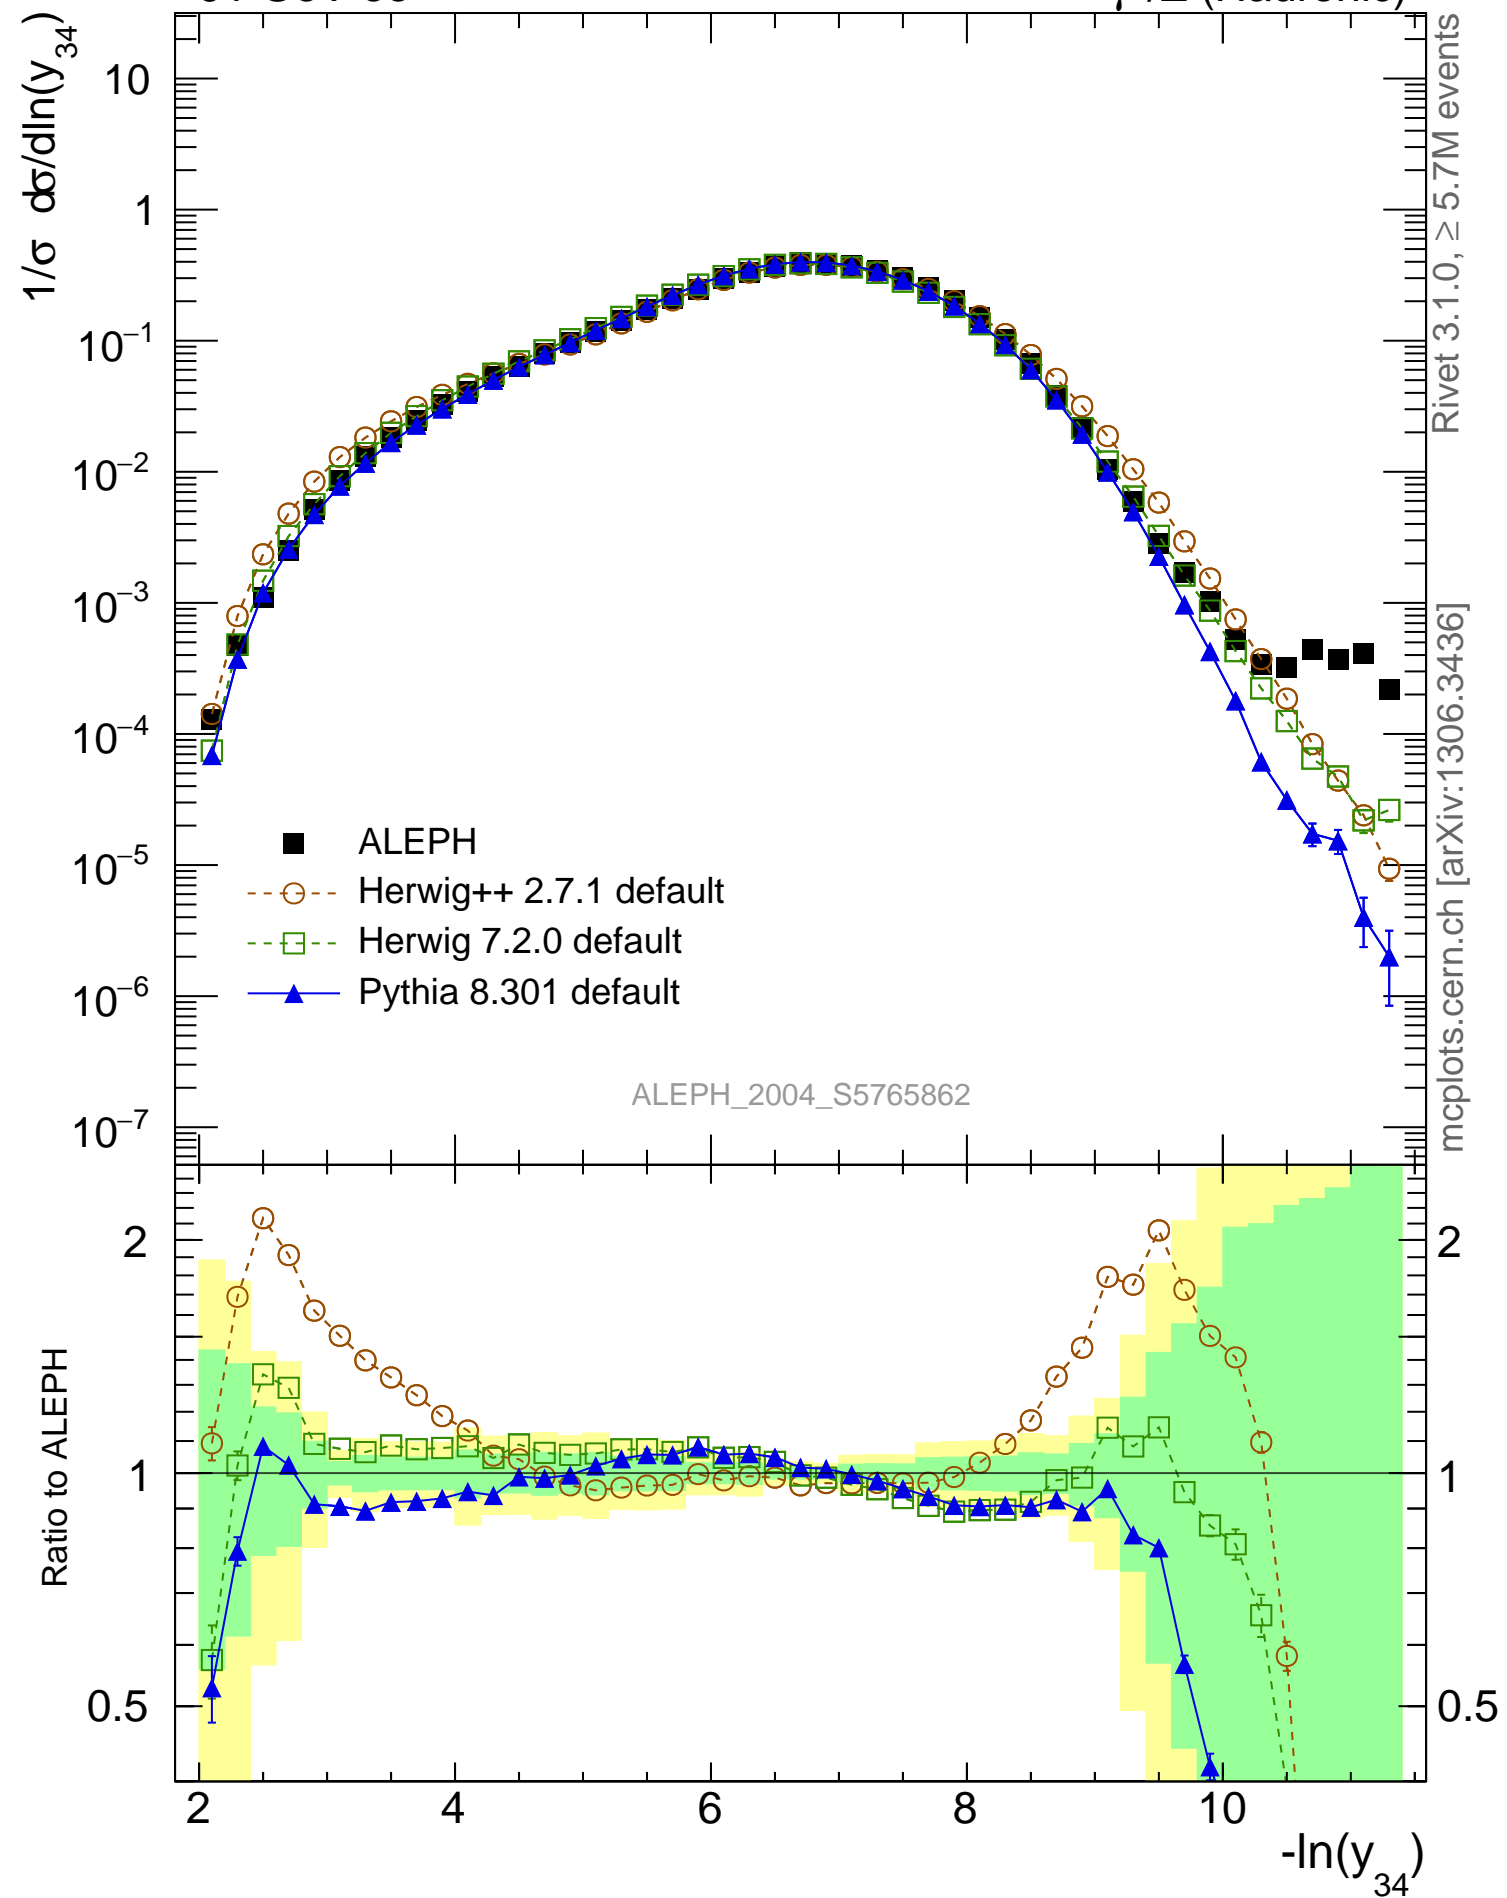 1/σ dσ/dln(y34)
10
1
10−1
10−2
10−3
10−4
10−5
10−6
10−7
ALEPH
Herwig++ 2.7.1 default
Herwig 7.2.0 default
Pythia 8.301 default
ALEPH_2004_S5765862
Rivet 3.1.0, ≥ 5.7M events
mcplots.cern.ch [arXiv:1306.3436]
Ratio to ALEPH
2
1
0.5
2
1
0.5
2
4
6
8
10
-ln(y34)